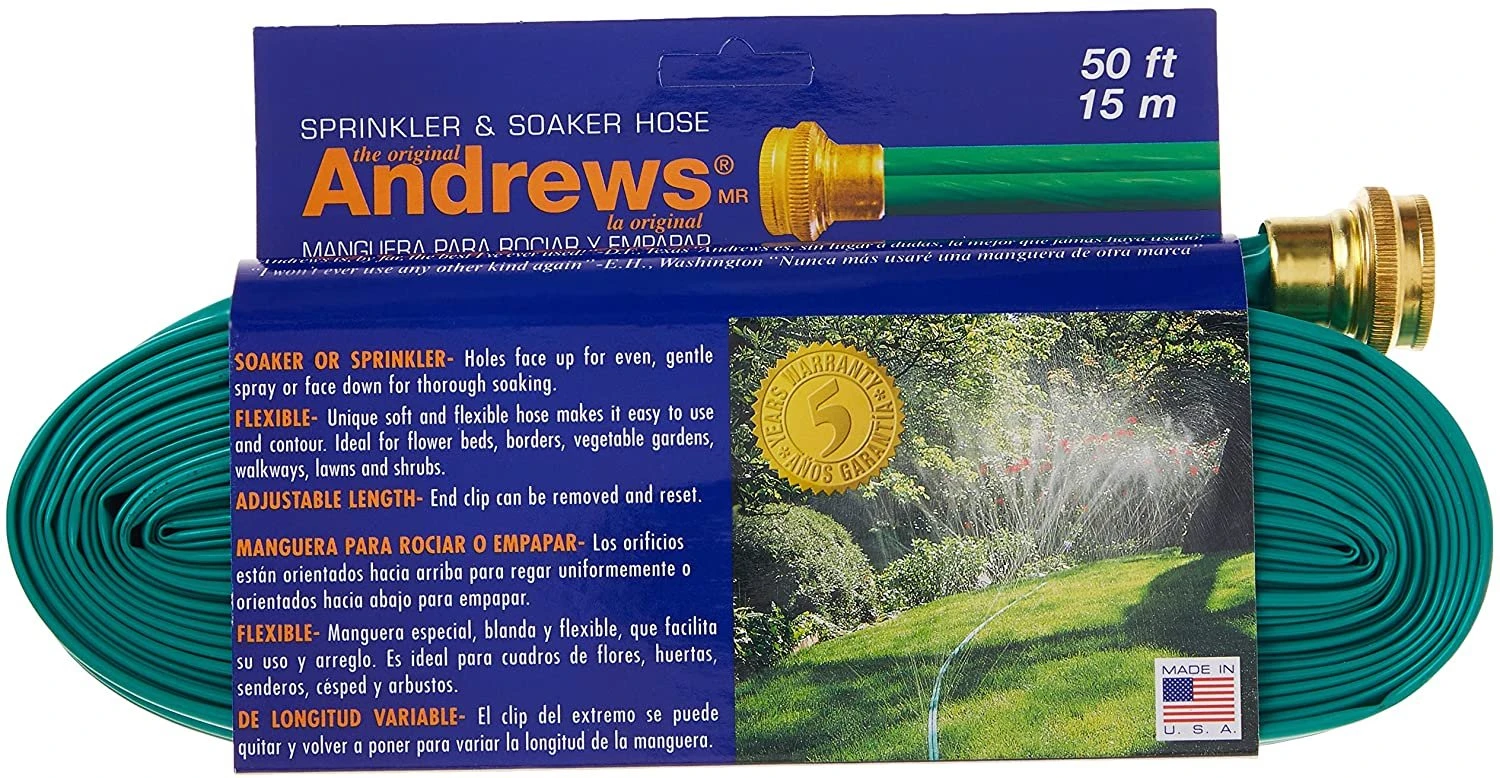 50 ft
15 m
SPRINKLER & SOAKER HOSE
the original
Andrews® MR
la original
MANGUERA PARA ROCIAR Y EMPAPAR
"I won't ever use any other kind again" -E.H., Washington "Nunca más usaré una manguera de otra marca"
SOAKER OR SPRINKLER- Holes face up for even, gentle
spray or face down for thorough soaking.
FLEXIBLE- Unique soft and flexible hose makes it easy to use
and contour. Ideal for flower beds, borders, vegetable gardens,
walkways, lawns and shrubs.
ADJUSTABLE LENGTH- End clip can be removed and reset.
MANGUERA PARA ROCIAR O EMPAPAR- Los orificios
están orientados hacia arriba para regar uniformemente o
orientados hacia abajo para empapar.
FLEXIBLE- Manguera especial, blanda y flexible, que facilita
su uso y arreglo. Es ideal para cuadros de flores, huertas,
senderos, césped y arbustos.
DE LONGITUD VARIABLE- El clip del extremo se puede
quitar y volver a poner para variar la longitud de la manguera.
YEARS WARRANTY
5
AÑOS GARANTIA
MADE IN
U. S. A.